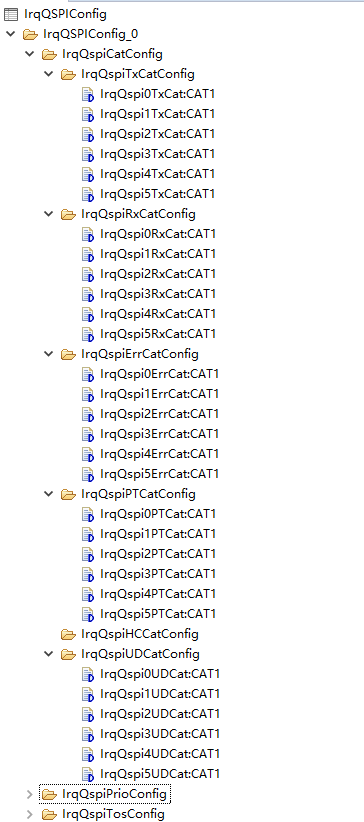 IrqQSPIConfig
IrqQSPIConfig_0
IrqQspiCatConfig
IrqQspiTxCatConfig
IrqQspi0TxCat:CAT1
IrqQspi1TxCat:CAT1
IrqQspi2TxCat:CAT1
IrqQspi3TxCat:CAT1
IrqQspi4TxCat:CAT1
IrqQspi5TxCat:CAT1
IrqQspiRxCatConfig
IrqQspi0RxCat:CAT1
IrqQspi1RxCat:CAT1
IrqQspi2RxCat:CAT1
IrqQspi3RxCat:CAT1
IrqQspi4RxCat:CAT1
IrqQspi5RxCat:CAT1
IrqQspiErrCatConfig
IrqQspi0ErrCat:CAT1
IrqQspi1ErrCat:CAT1
IrqQspi2ErrCat:CAT1
IrqQspi3ErrCat:CAT1
IrqQspi4ErrCat:CAT1
IrqQspi5ErrCat:CAT1
IrqQspiPTCatConfig
IrqQspi0PTCat:CAT1
IrqQspi1PTCat:CAT1
IrqQspi2PTCat:CAT1
IrqQspi3PTCat:CAT1
IrqQspi4PTCat:CAT1
IrqQspi5PTCat:CAT1
IrqQspiHCCatConfig
IrqQspiUDCatConfig
IrqQspi0UDCat:CAT1
IrqQspi1UDCat:CAT1
IrqQspi2UDCat:CAT1
IrqQspi3UDCat:CAT1
IrqQspi4UDCat:CAT1
IrqQspi5UDCat:CAT1
IrqQspiPrioConfig
IrqQspiTosConfig